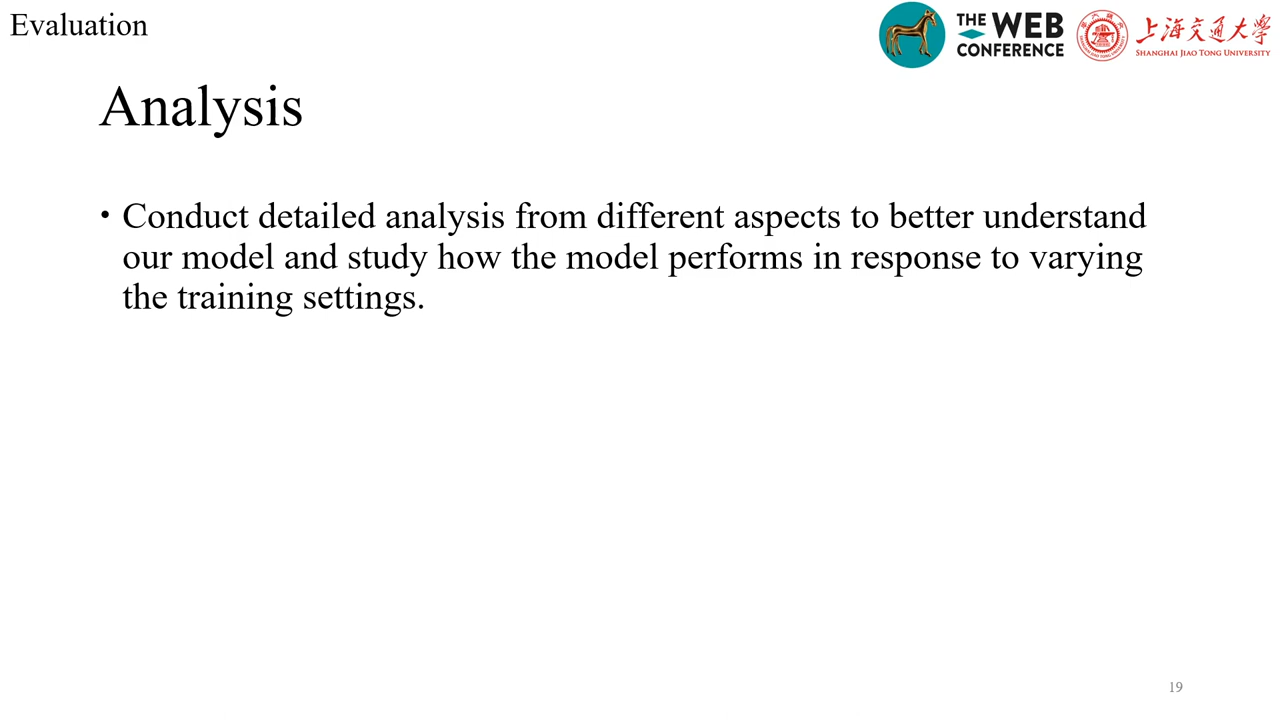 Evaluation
THE WEB
CONFERENCE
上海交通大学
SHANGHAI JIAO TONG UNIVERSITY
Analysis
• Conduct detailed analysis from different aspects to better understand
our model and study how the model performs in response to varying
the training settings.
19